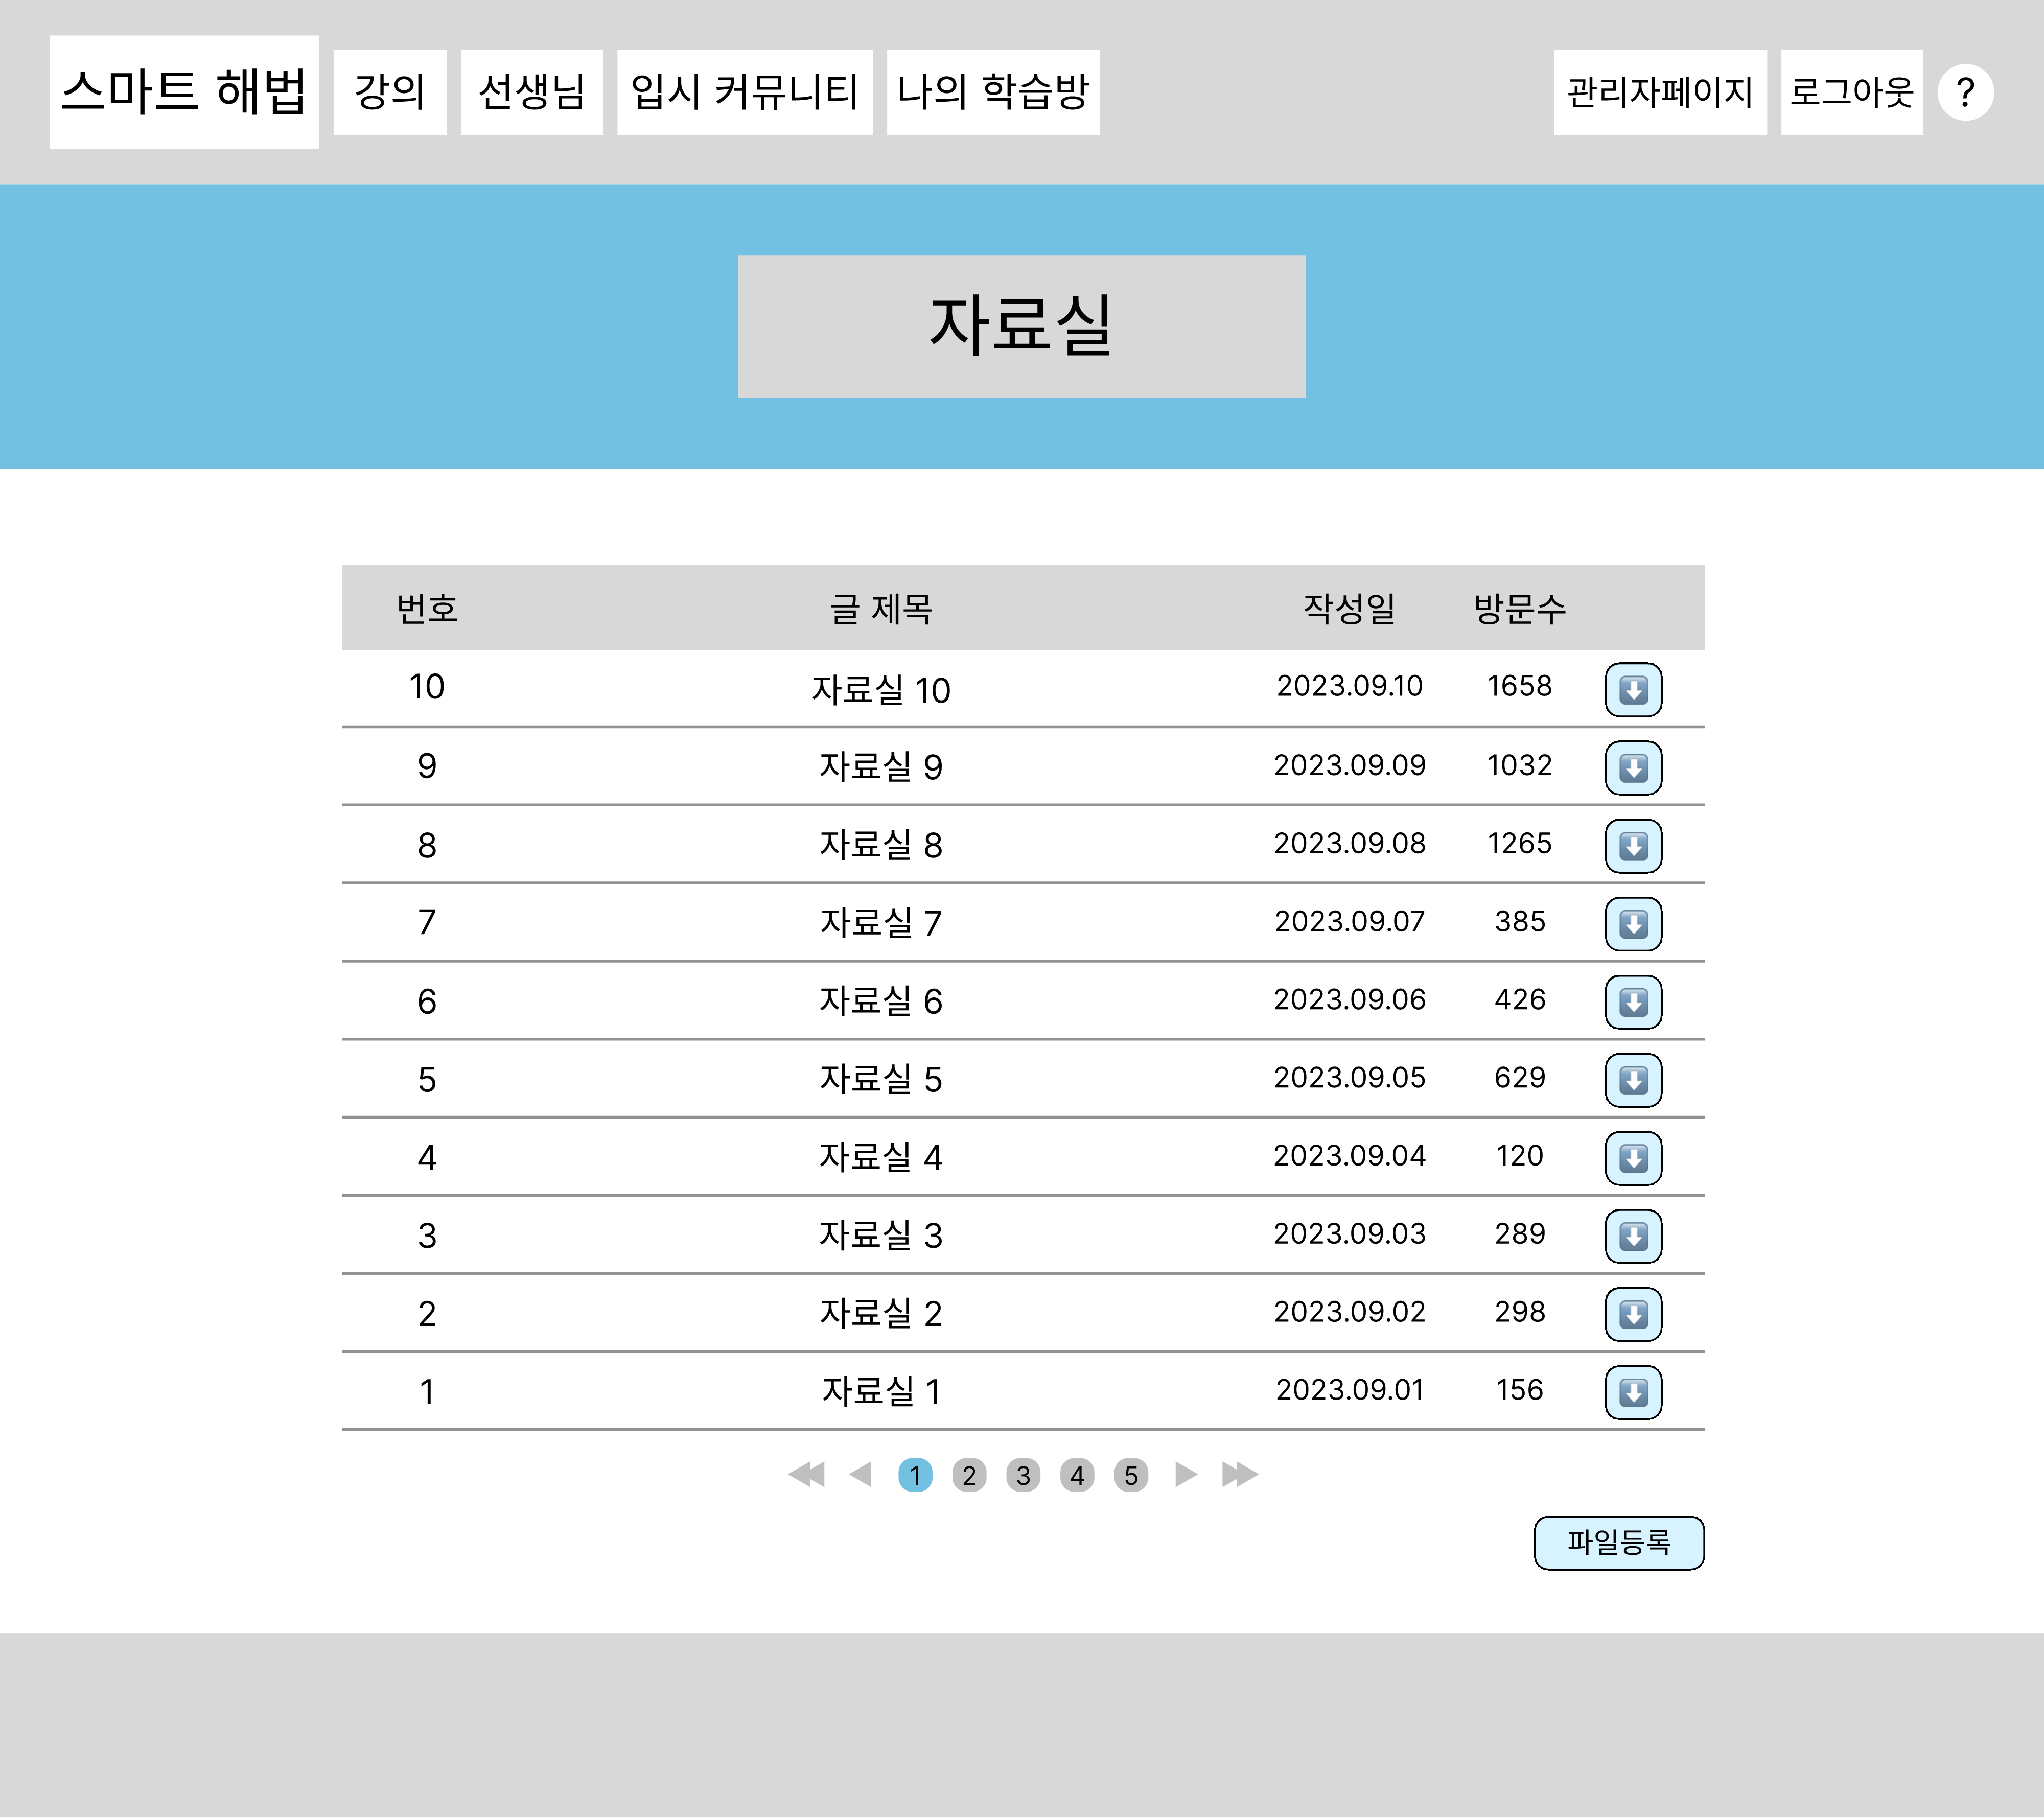 스마트 해법 강의 선생님 입시 커뮤니티 나의 학습방 관리자페이지 로그아웃 ?
자료실
번호 글 제목 작성일 방문수
10 자료실 10 2023.09.10 1658
9 자료실 9 2023.09.09 1032
8 자료실 8 2023.09.08 1265
7 자료실 7 2023.09.07 385
6 자료실 6 2023.09.06 426
5 자료실 5 2023.09.05 629
4 자료실 4 2023.09.04 120
3 자료실 3 2023.09.03 289
2 자료실 2 2023.09.02 298
1 자료실 1 2023.09.01 156
1 2 3 4 5
파일등록